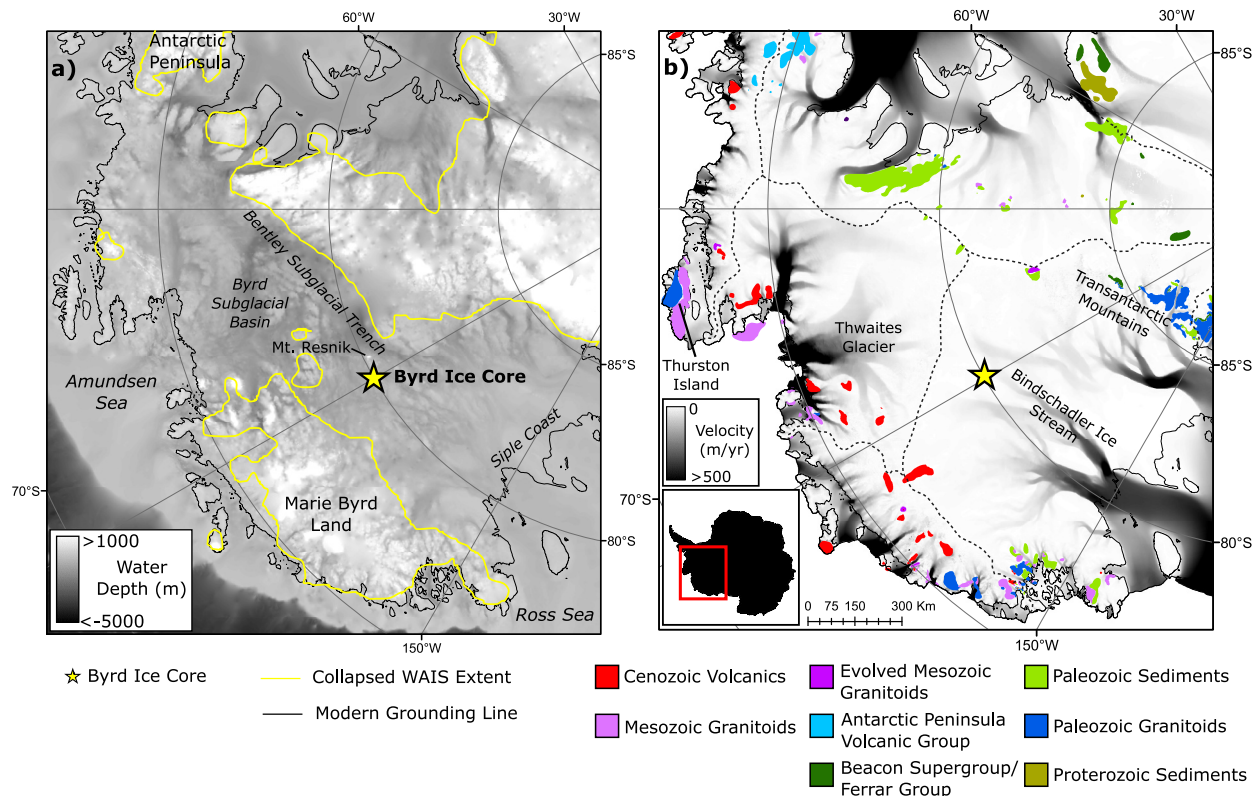 60°W
30°W
a)
Antarctic
Peninsula
85°S
Bentley Subglacial Trench
Byrd
Subglacial
Basin
Mt. Resnik
Byrd Ice Core
Amundsen
Sea
85°S
Siple Coast
70°S
Marie Byrd
Land
>1000
Water
Depth (m)
<-5000
80°S
Ross Sea
150°W
60°W
30°W
b)
85°S
Transantarctic
Mountains
Thwaites
Glacier
Thurston
Island
85°S
Bindschadler Ice
Stream
0
Velocity
(m/yr)
>500
70°S
80°S
0 75 150 300 Km
150°W
Byrd Ice Core
Collapsed WAIS Extent
Modern Grounding Line
Cenozoic Volcanics
Mesozoic Granitoids
Evolved Mesozoic
Granitoids
Antarctic Peninsula
Volcanic Group
Beacon Supergroup/
Ferrar Group
Paleozoic Sediments
Paleozoic Granitoids
Proterozoic Sediments